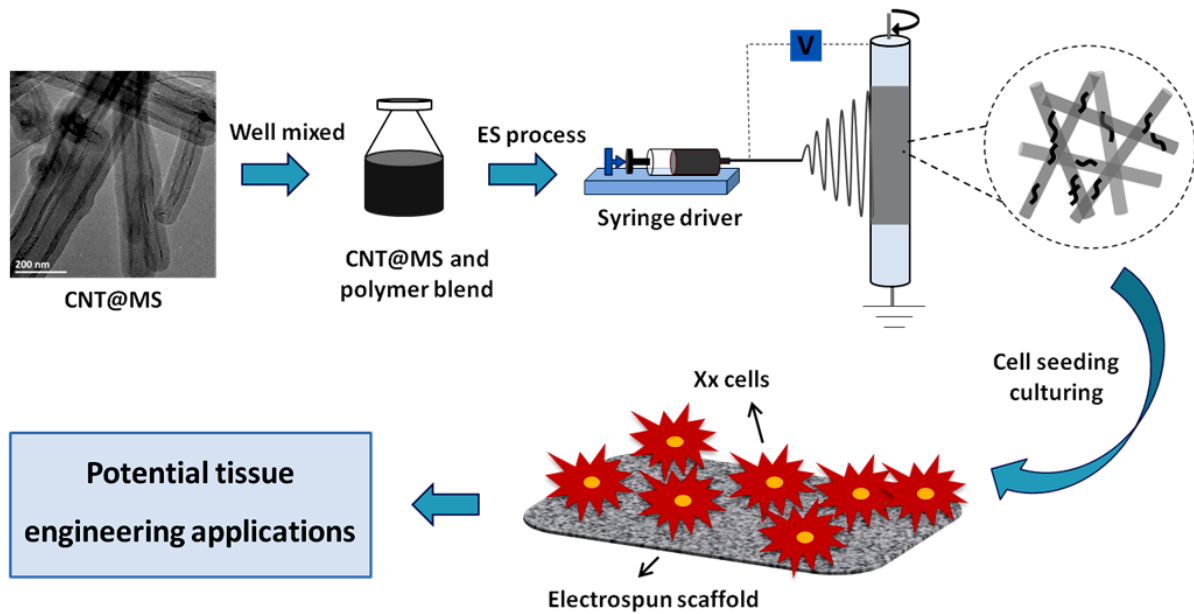 Well mixed
ES process
V
200 nm
CNT@MS
CNT@MS and
polymer blend
Syringe driver
Cell seeding
culturing
Xx cells
Electrospun scaffold
Potential tissue
engineering applications